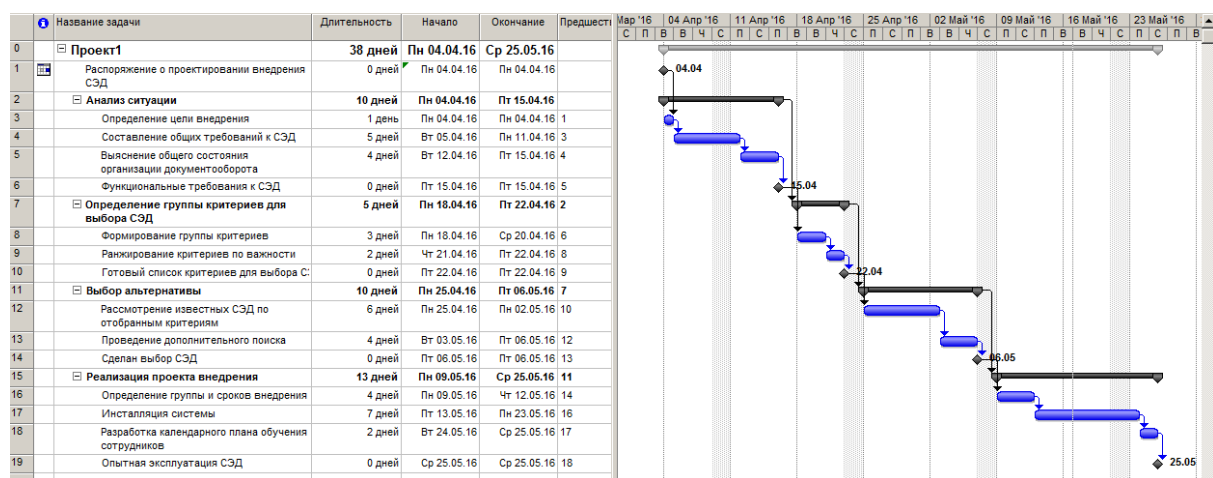 Название задачи Длительность Начало Окончание Предшест Мар '16 04 Апр '16 11 Апр '16 18 Апр '16 25 Апр '16 02 Май '16 09 Май '16 16 Май '16 23 Май '16
С П В В Ч С П П В В Ч С П П В В Ч С П П В В Ч С П В
0 Проект1 38 дней Пн 04.04.16 Ср 25.05.16
1 Распоряжение о проектировании внедрения 0 дней Пн 04.04.16 Пн 04.04.16 04.04
СЭД
2 Анализ ситуации 10 дней Пн 04.04.16 Пт 15.04.16
3 Определение цели внедрения 1 день Пн 04.04.16 Пн 04.04.16 1
4 Составление общих требований к СЭД 5 дней Вт 05.04.16 Пн 11.04.16 3
5 Выяснение общего состояния 4 дней Вт 12.04.16 Пт 15.04.16 4
организации документооборота
6 Функциональные требования к СЭД 0 дней Пт 15.04.16 Пт 15.04.16 5 15.04
7 Определение группы критериев для 5 дней Пн 18.04.16 Пт 22.04.16 2
выбора СЭД
8 Формирование группы критериев 3 дней Пн 18.04.16 Ср 20.04.16 6
9 Ранжирование критериев по важности 2 дней Чт 21.04.16 Пт 22.04.16 8
10 Готовый список критериев для выбора С 0 дней Пт 22.04.16 Пт 22.04.16 9 22.04
11 Выбор альтернативы 10 дней Пн 25.04.16 Пт 06.05.16 7
12 Рассмотрение известных СЭД по 6 дней Пн 25.04.16 Пн 02.05.16 10
отобранным критериям
13 Проведение дополнительного поиска 4 дней Вт 03.05.16 Пт 06.05.16 12
14 Сделан выбор СЭД 0 дней Пт 06.05.16 Пт 06.05.16 13 06.05
15 Реализация проекта внедрения 13 дней Пн 09.05.16 Ср 25.05.16 11
16 Определение группы и сроков внедрения 4 дней Пн 09.05.16 Чт 12.05.16 14
17 Инсталляция системы 7 дней Пт 13.05.16 Пн 23.05.16 16
18 Разработка календарного плана обучения 2 дней Вт 24.05.16 Ср 25.05.16 17
сотрудников
19 Опытная эксплуатация СЭД 0 дней Ср 25.05.16 Ср 25.05.16 18 25.05